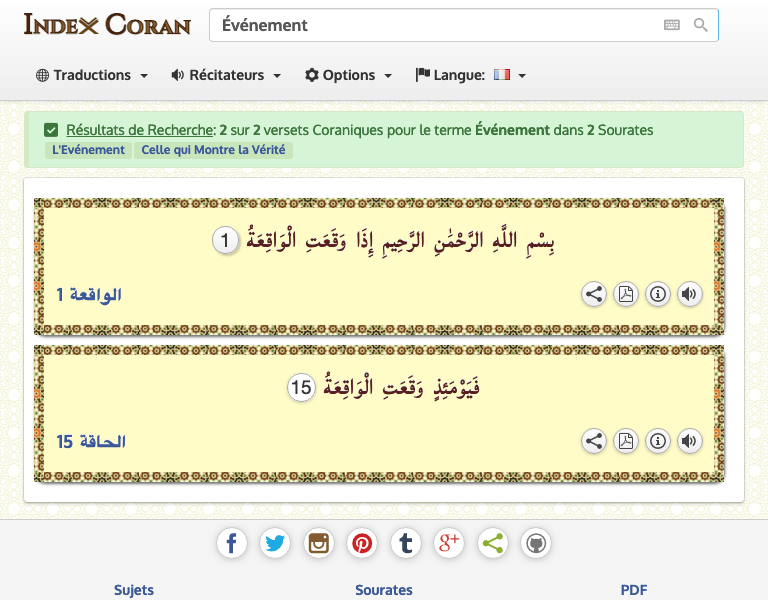 Index Coran
Événement
Traductions
Récitateurs
Options
Langue:
Résultats de Recherche: 2 sur 2 versets Coraniques pour le terme Événement dans 2 Sourates
L'Evénement Celle qui Montre la Vérité
بِسْمِ اللَّهِ الرَّحْمَٰنِ الرَّحِيمِ إِذَا وَقَعَتِ الْوَاقِعَةُ 1
الواقعة 1
فَيَوْمَئِذٍ وَقَعَتِ الْوَاقِعَةُ 15
الحاقة 15
Sujets
Sourates
PDF